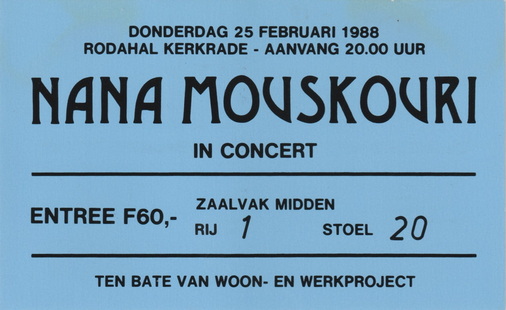 DONDERDAG 25 FEBRUARI 1988
RODAHAL KERKRADE - AANVANG 20.00 UUR
NANA MOUSKOURI
IN CONCERT
ENTREE F60,-
ZAALVAK MIDDEN
RIJ 1 STOEL 20
TEN BATE VAN WOON- EN WERKPROJECT